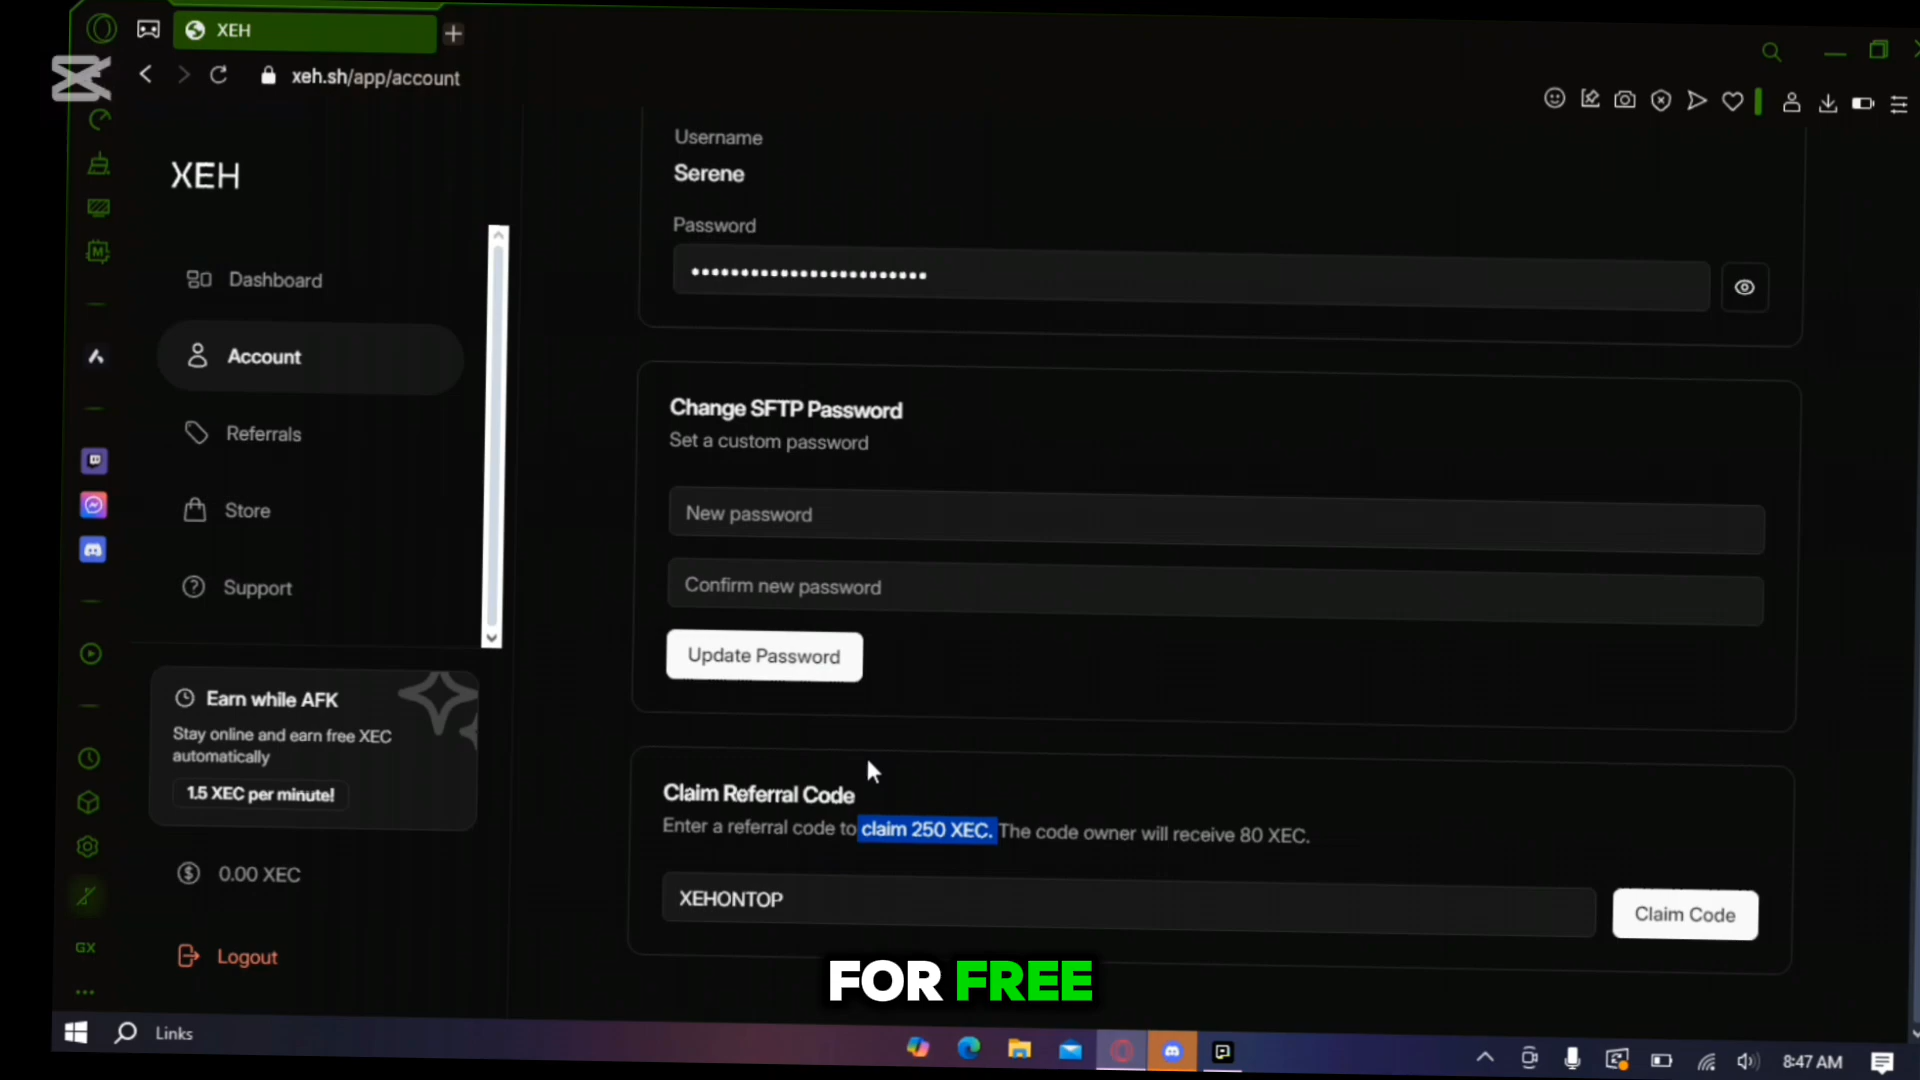 XEH
xeh.sh/app/account
XEH
Dashboard
Account
Referrals
Store
Support
Earn while AFK
Stay online and earn free XEC
automatically
1.5 XEC per minute!
0.00 XEC
Logout
Username
Serene
Password
Change SFTP Password
Set a custom password
New password
Confirm new password
Update Password
Claim Referral Code
Enter a referral code to claim 250 XEC. The code owner will receive 80 XEC.
XEHONTOP
Claim Code
FOR FREE
GX
M
Links
8:47 AM